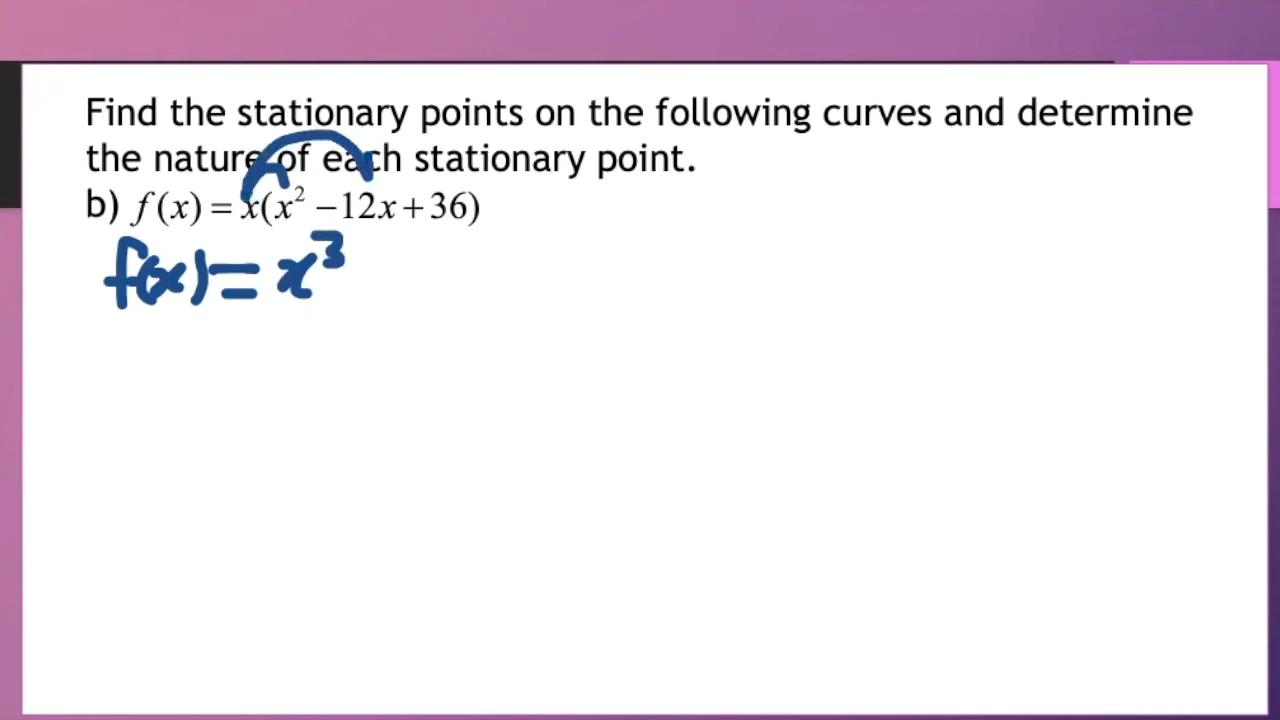 Find the stationary points on the following curves and determine
the nature of each stationary point.
b) f(x) = x(x² −12x+36)
f(x) = x³